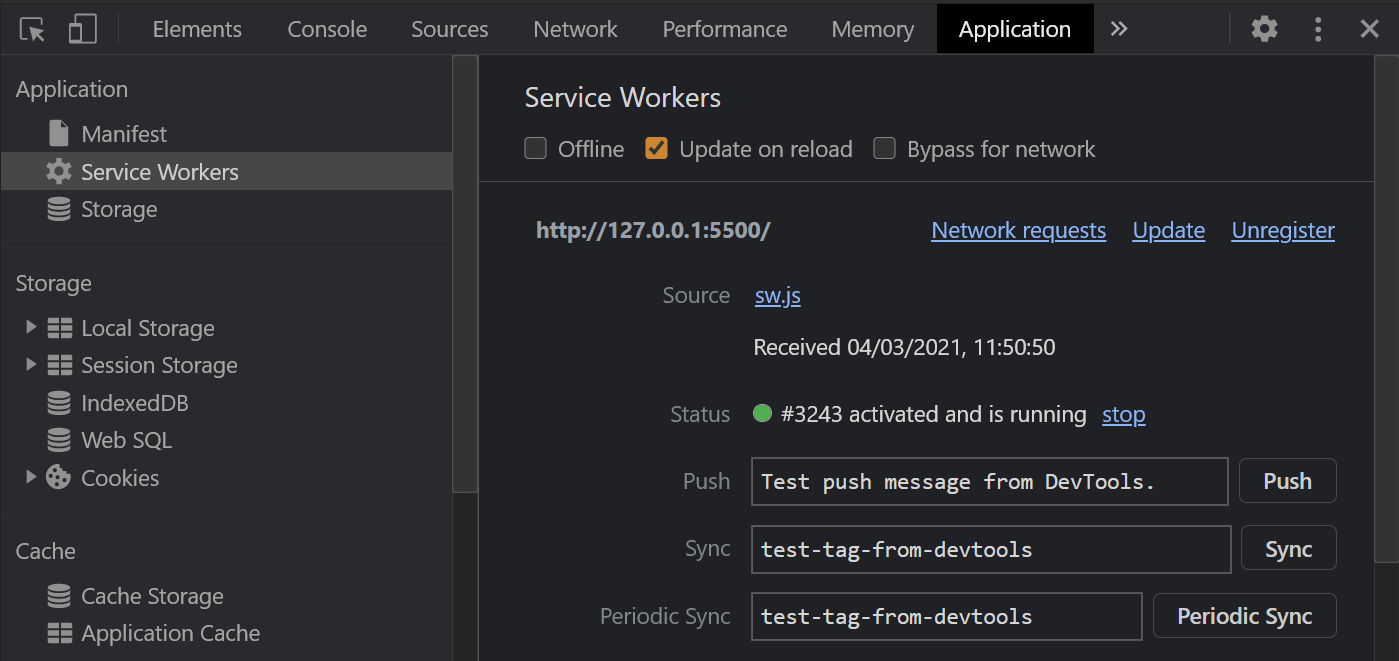 Elements Console Sources Network Performance Memory Application
Application
Manifest
Service Workers
Storage
Storage
Local Storage
Session Storage
IndexedDB
Web SQL
Cookies
Cache
Cache Storage
Application Cache
Service Workers
Offline Update on reload Bypass for network
http://127.0.0.1:5500/ Network requests Update Unregister
Source sw.js
Received 04/03/2021, 11:50:50
Status #3243 activated and is running stop
Push Test push message from DevTools. Push
Sync test-tag-from-devtools Sync
Periodic Sync test-tag-from-devtools Periodic Sync